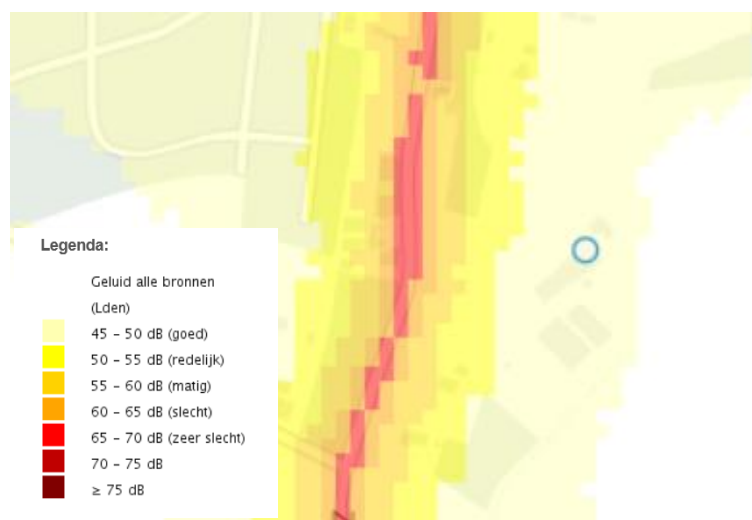 Legenda:
Geluid alle bronnen
(Lden)
45 – 50 dB (goed)
50 – 55 dB (redelijk)
55 – 60 dB (matig)
60 – 65 dB (slecht)
65 – 70 dB (zeer slecht)
70 – 75 dB
≥ 75 dB